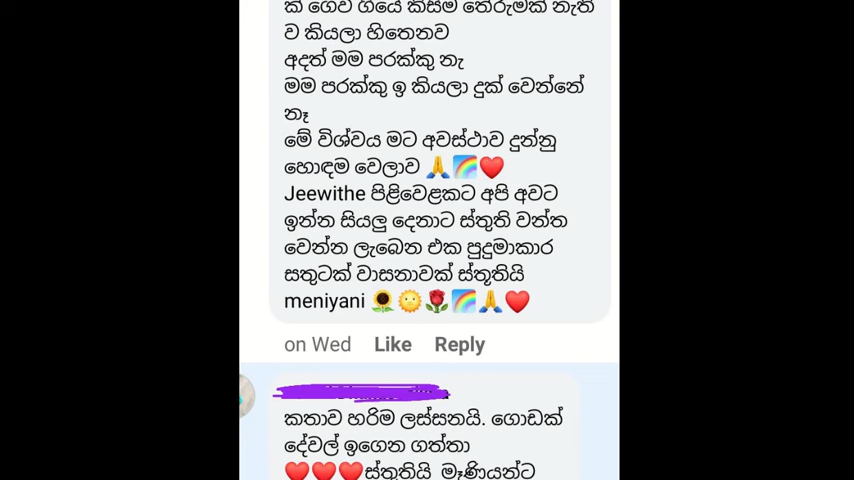 ක් ගෙවී ගියේ කිසිම තේරුමක් නැති
ව කියලා හිතෙනව
අදත් මම පරක්කු නෑ
මම පරක්කු ඉ කියලා දුක් වෙන්නේ
නෑ
මේ විශ්වය මට අවස්ථාව දුන්නු
හොඳම වෙලාව 🙏🌈❤️
Jeewithe පිළිවෙළකට අපි අවට
ඉන්න සියලු දෙනාට ස්තුති වන්ත
වෙන්න ලැබෙන එක පුදුමාකාර
සතුටක් වාසනාවක් ස්තූතියි
meniyani 🌻🌞🌹🌈🙏❤️
on Wed Like Reply
කතාව හරිම ලස්සනයි. ගොඩක්
දේවල් ඉගෙන ගත්තා
❤️❤️❤️ස්තුතියි මෑණියන්ට